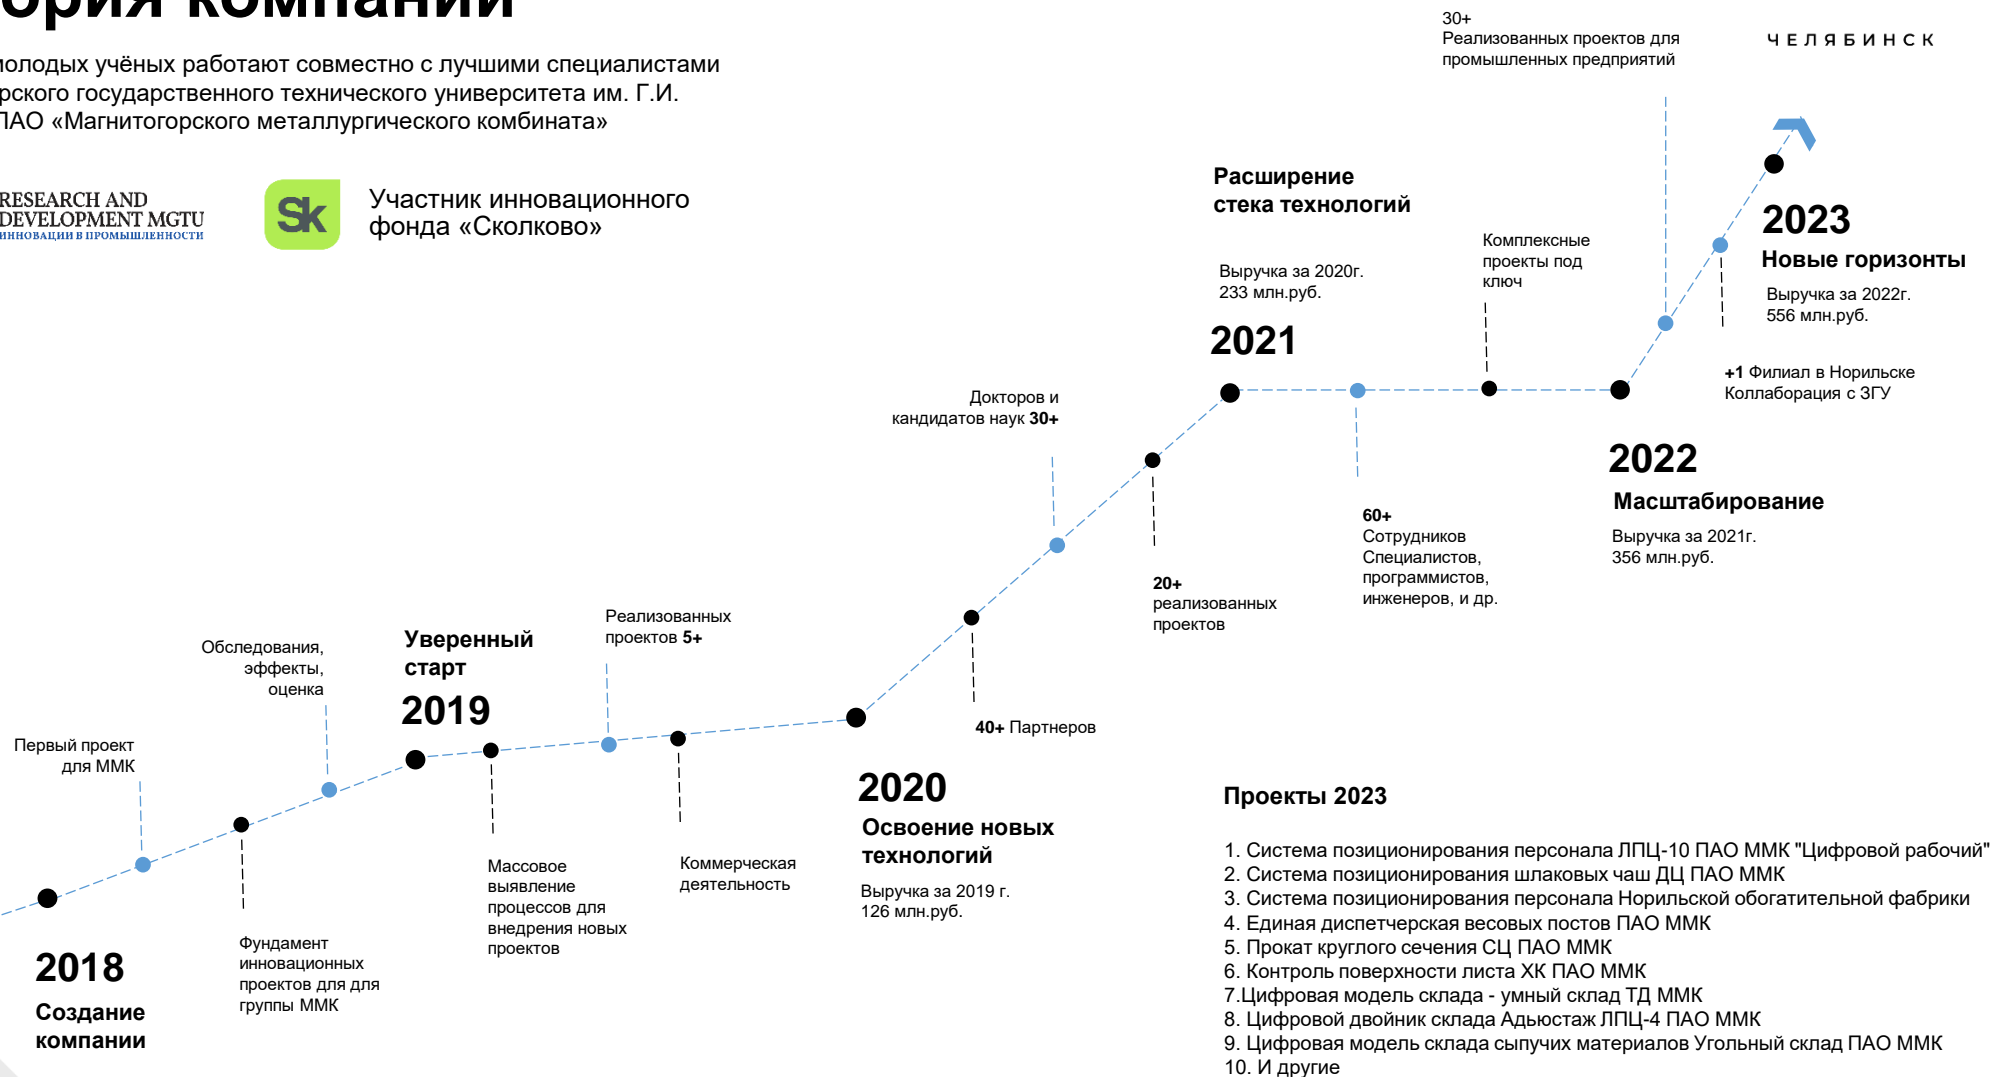 ория компании
молодых учёных работают совместно с лучшими специалистами
рского государственного технического университета им. Г.И.
ПАО «Магнитогорского металлургического комбината»
RESEARCH AND
DEVELOPMENT MGTU
ИННОВАЦИИ В ПРОМЫШЛЕННОСТИ
Sk
Участник инновационного
фонда «Сколково»
30+
Реализованных проектов для
промышленных предприятий
ЧЕЛЯБИНСК
Расширение
стека технологий
Выручка за 2020г.
233 млн.руб.
2021
Комплексные
проекты под
ключ
2023
Новые горизонты
Выручка за 2022г.
556 млн.руб.
+1 Филиал в Норильске
Коллаборация с ЗГУ
Докторов и
кандидатов наук 30+
2022
Масштабирование
Выручка за 2021г.
356 млн.руб.
60+
Сотрудников
Специалистов,
программистов,
инженеров, и др.
20+
реализованных
проектов
40+ Партнеров
Реализованных
проектов 5+
Уверенный
старт
2019
Обследования,
эффекты,
оценка
Первый проект
для ММК
2020
Освоение новых
технологий
Выручка за 2019 г.
126 млн.руб.
Массовое
выявление
процессов для
внедрения новых
проектов
Коммерческая
деятельность
Фундамент
инновационных
проектов для для
группы ММК
2018
Создание
компании
Проекты 2023
1. Система позиционирования персонала ЛПЦ-10 ПАО ММК "Цифровой рабочий"
2. Система позиционирования шлаковых чаш ДЦ ПАО ММК
3. Система позиционирования персонала Норильской обогатительной фабрики
4. Единая диспетчерская весовых постов ПАО ММК
5. Прокат круглого сечения СЦ ПАО ММК
6. Контроль поверхности листа ХК ПАО ММК
7.Цифровая модель склада - умный склад ТД ММК
8. Цифровой двойник склада Адьюстаж ЛПЦ-4 ПАО ММК
9. Цифровая модель склада сыпучих материалов Угольный склад ПАО ММК
10. И другие